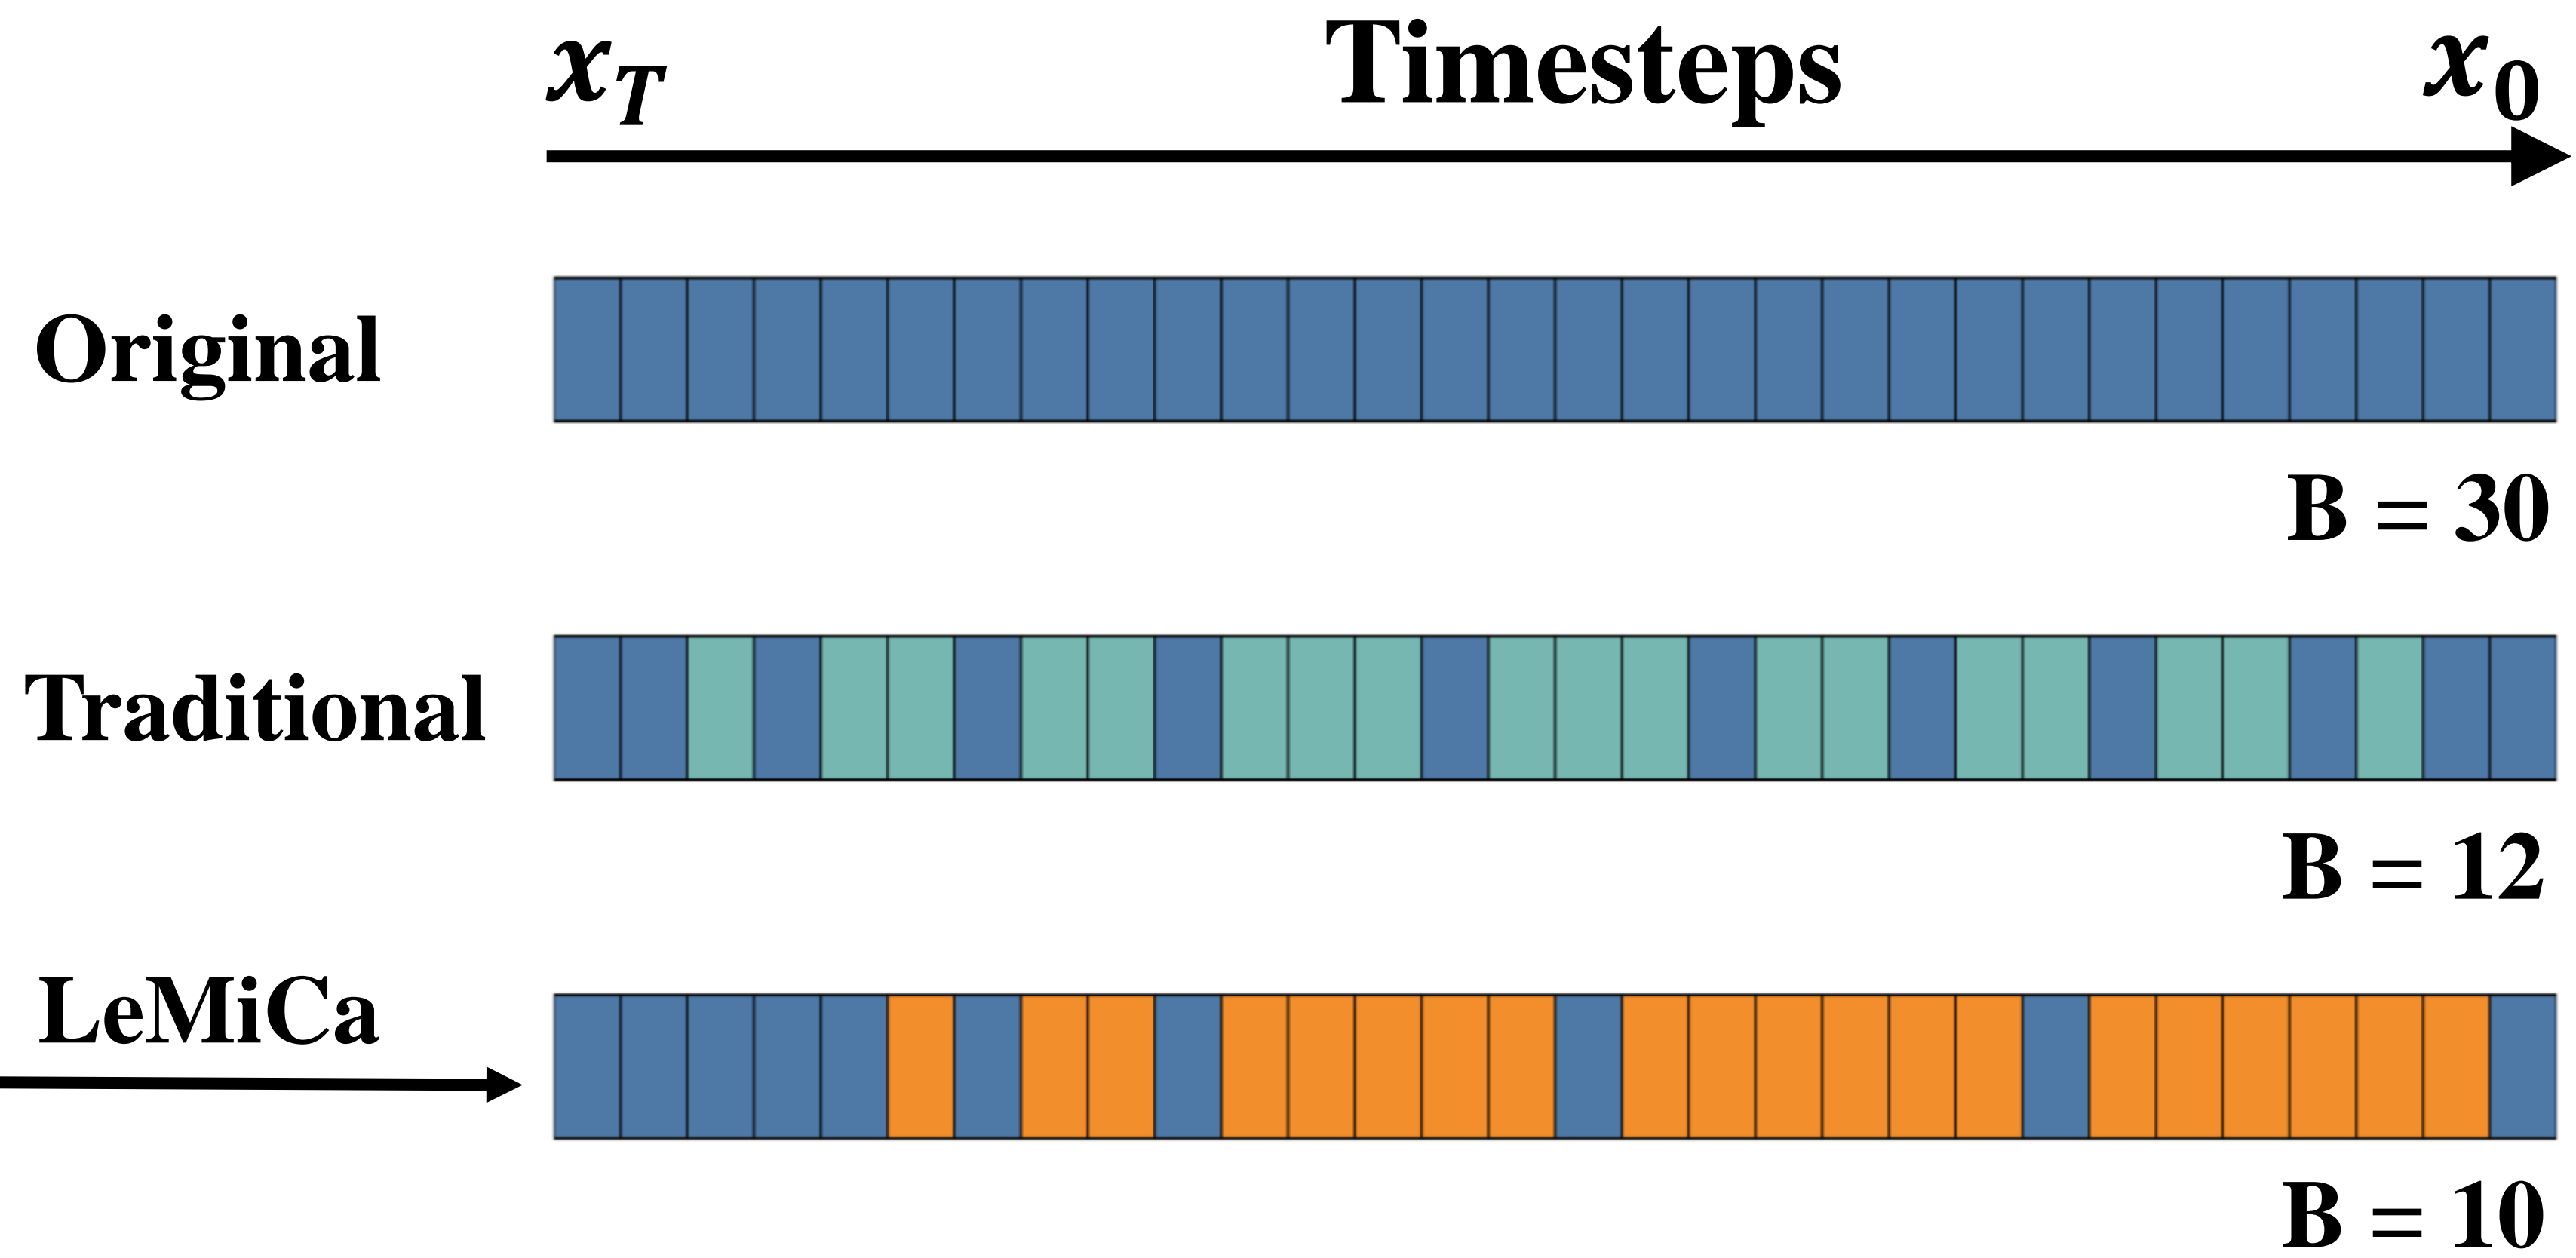 x_T Timesteps x_0
Original
B = 30
Traditional
B = 12
LeMiCa
B = 10